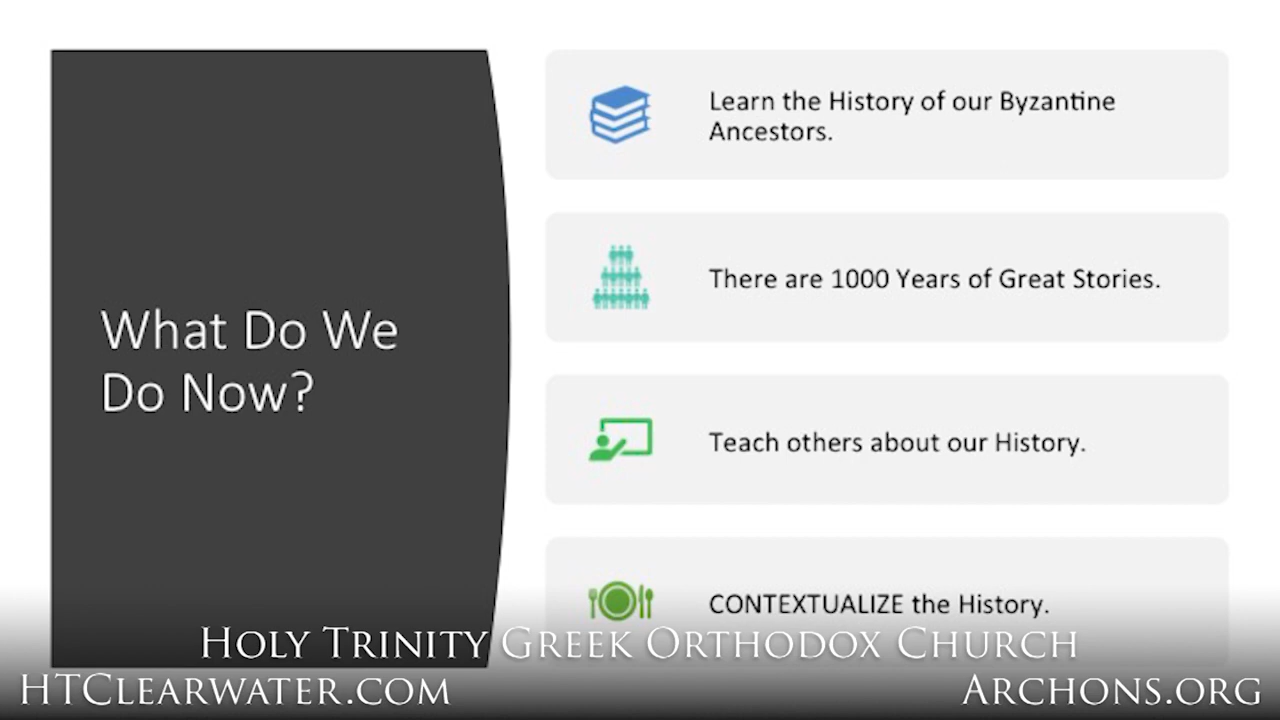 What Do We
Do Now?
Learn the History of our Byzantine
Ancestors.
There are 1000 Years of Great Stories.
Teach others about our History.
CONTEXTUALIZE the History.
Holy Trinity Greek Orthodox Church
HTClearwater.com
Archons.org